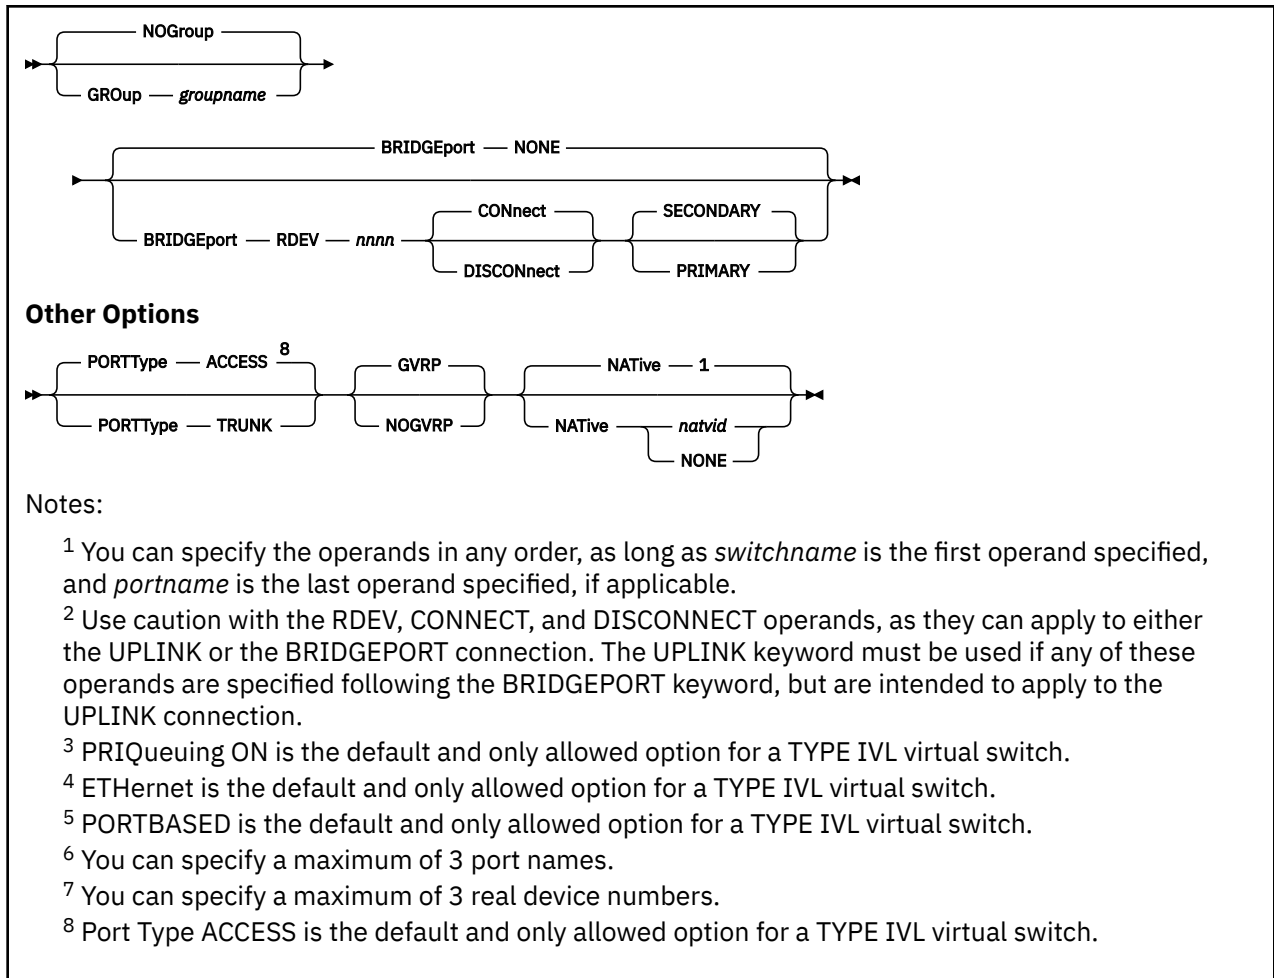 NOGroup
GROup groupname
BRIDGEport NONE
CONnect SECONDARY
BRIDGEport RDEV nnnn
DISCONnect PRIMARY
Other Options
PORTType ACCESS 8 GVRP NATive 1
PORTType TRUNK NOGVRP NATive natvid
NONE
Notes:
1 You can specify the operands in any order, as long as switchname is the first operand specified,
and portname is the last operand specified, if applicable.
2 Use caution with the RDEV, CONNECT, and DISCONNECT operands, as they can apply to either
the UPLINK or the BRIDGEPORT connection. The UPLINK keyword must be used if any of these
operands are specified following the BRIDGEPORT keyword, but are intended to apply to the
UPLINK connection.
3 PRIQueuing ON is the default and only allowed option for a TYPE IVL virtual switch.
4 ETHernet is the default and only allowed option for a TYPE IVL virtual switch.
5 PORTBASED is the default and only allowed option for a TYPE IVL virtual switch.
6 You can specify a maximum of 3 port names.
7 You can specify a maximum of 3 real device numbers.
8 Port Type ACCESS is the default and only allowed option for a TYPE IVL virtual switch.